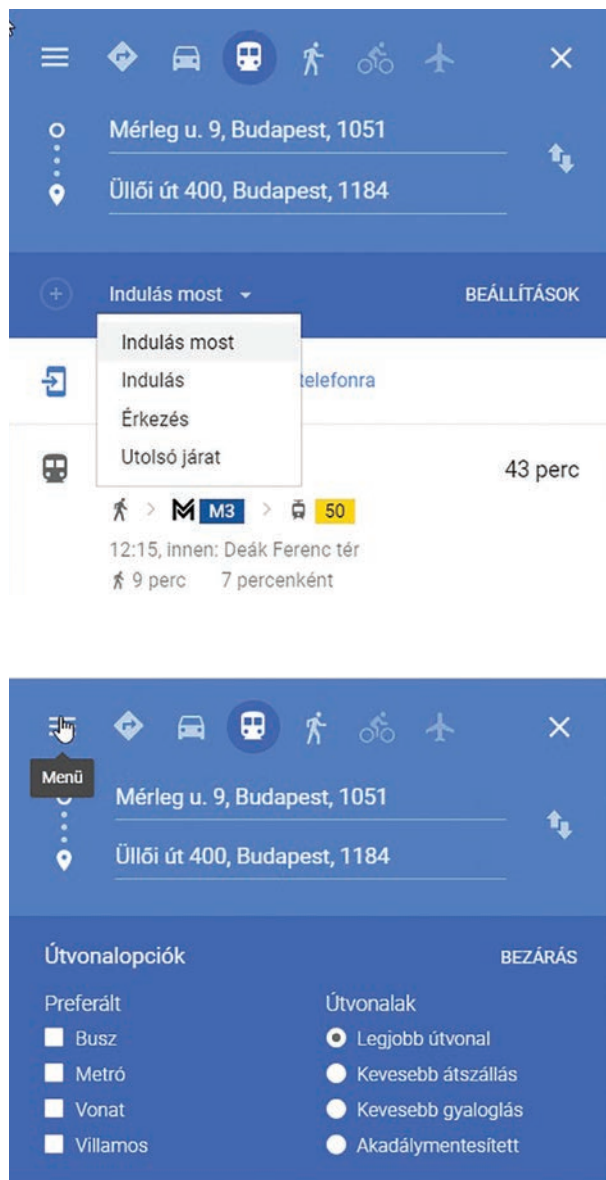 Mérleg u. 9, Budapest, 1051
Üllői út 400, Budapest, 1184
Indulás most BEÁLLÍTÁSOK
Indulás most
Indulás telefonra
Érkezés
Utolsó járat
43 perc
M3 50
12:15, innen: Deák Ferenc tér
9 perc 7 percenként
Menü
Mérleg u. 9, Budapest, 1051
Üllői út 400, Budapest, 1184
Útvonalopciók BEZÁRÁS
Preferált Útvonalak
Busz Legjobb útvonal
Metró Kevesebb átszállás
Vonat Kevesebb gyaloglás
Villamos Akadálymentesített